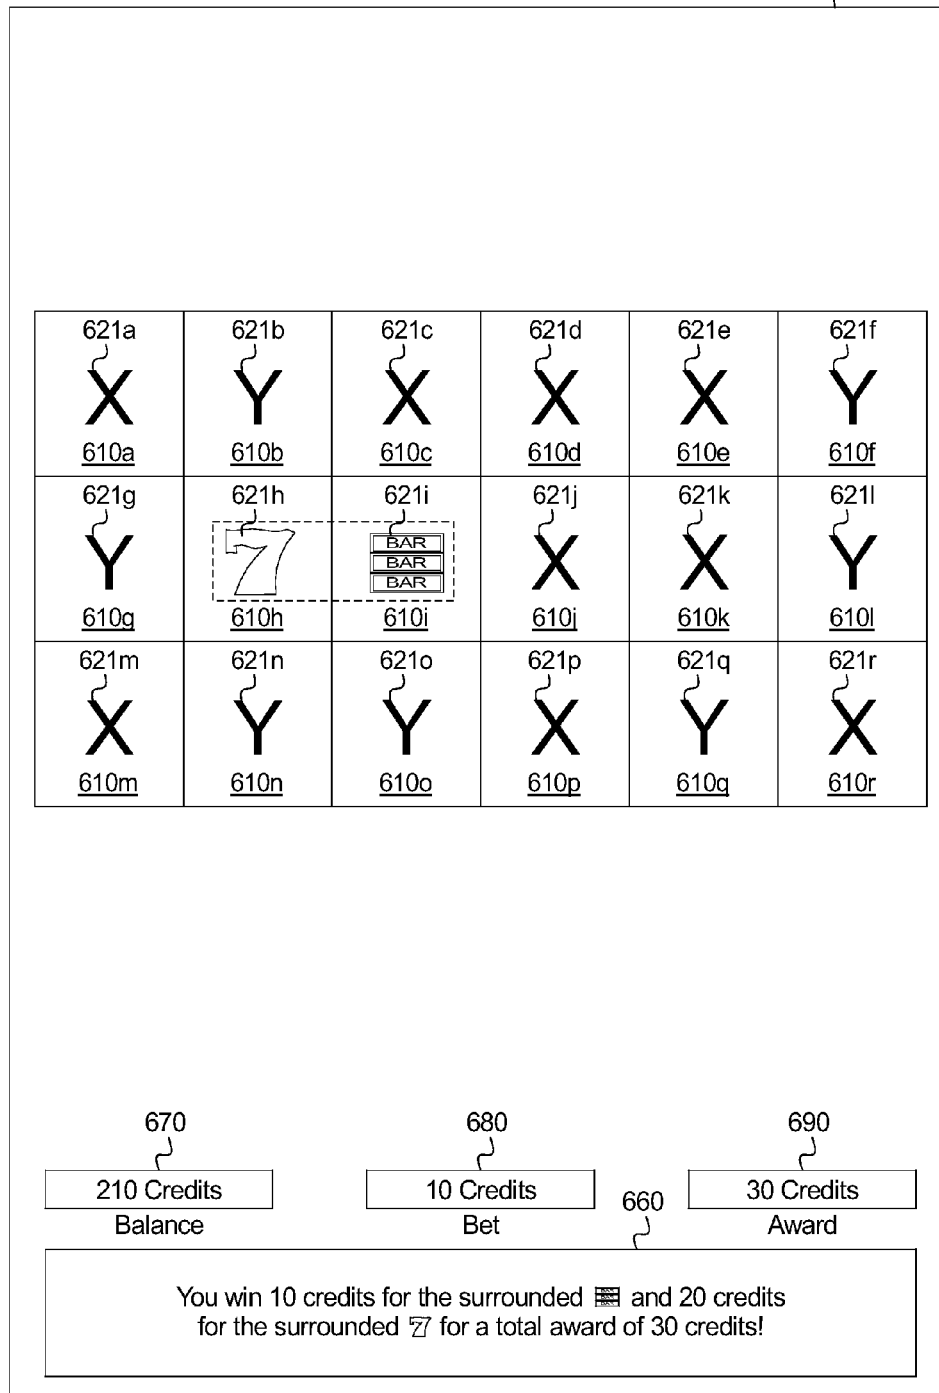 621a 621b 621c 621d 621e 621f
X Y X X X Y
610a 610b 610c 610d 610e 610f
621g 621h 621i 621j 621k 621l
Y 7 BAR X X Y
BAR
BAR
610g 610h 610i 610j 610k 610l
621m 621n 621o 621p 621q 621r
X Y Y X Y X
610m 610n 610o 610p 610q 610r
670 680 690
210 Credits 10 Credits 30 Credits
Balance Bet Award
660
You win 10 credits for the surrounded and 20 credits
for the surrounded 7 for a total award of 30 credits!